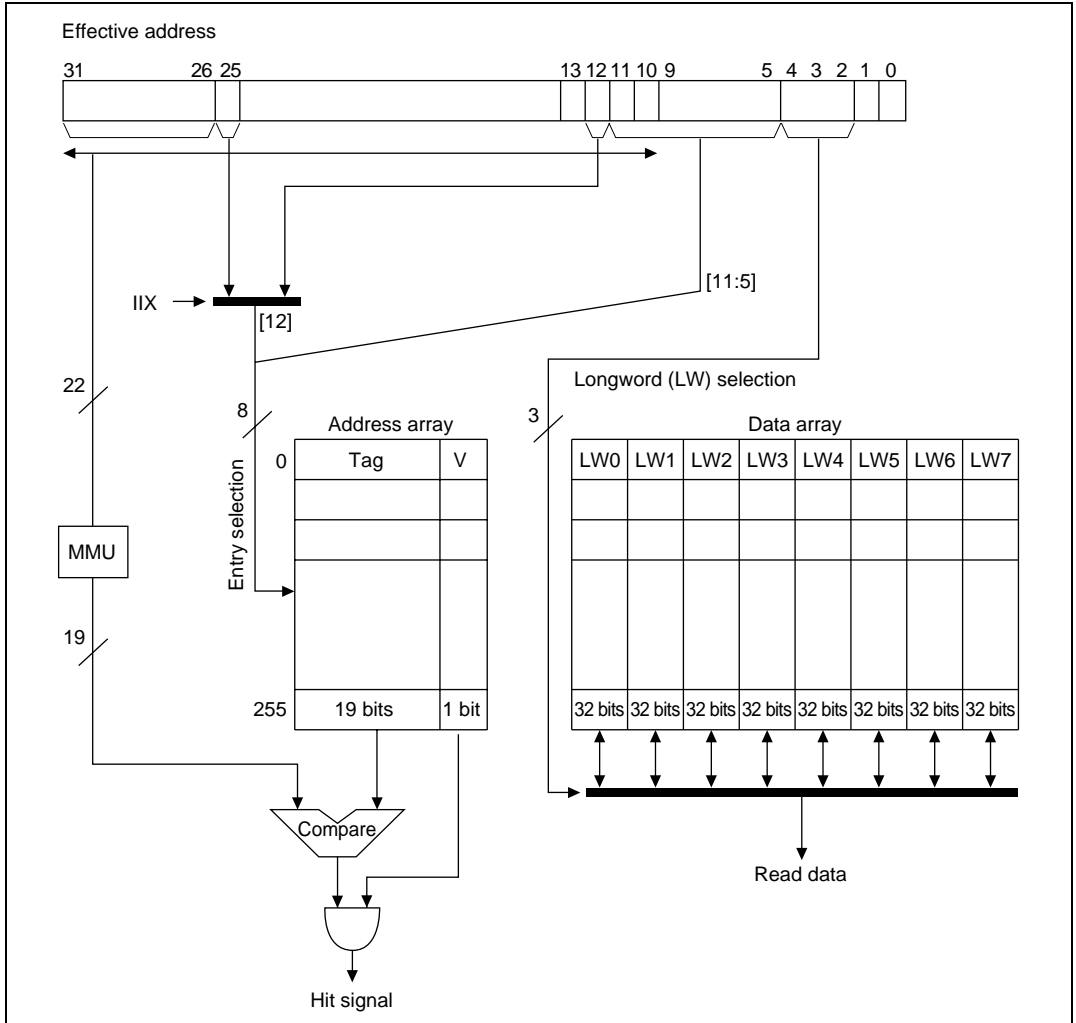 Effective address
31 26 25 13 12 11 10 9 5 4 3 2 1 0
[11:5]
IIX
[12]
22
Longword (LW) selection
8
3
Address array
Data array
Entry selection
0 Tag V
LW0 LW1 LW2 LW3 LW4 LW5 LW6 LW7
MMU
19
255 19 bits 1 bit
32 bits 32 bits 32 bits 32 bits 32 bits 32 bits 32 bits 32 bits
Compare
Read data
Hit signal